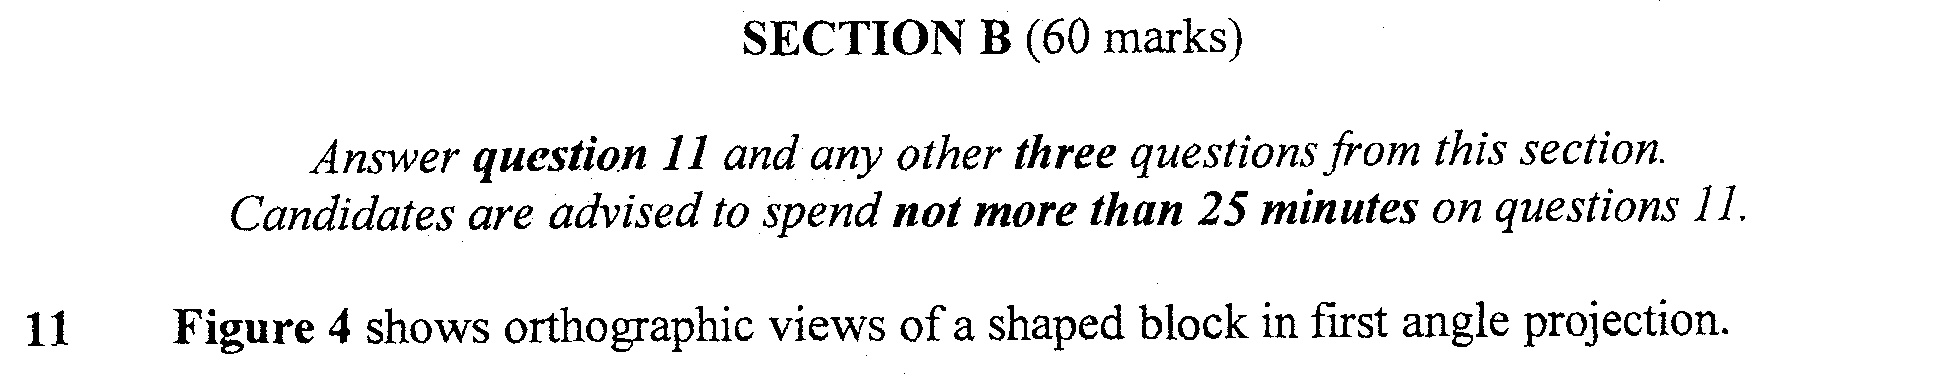 SECTION B (60 marks)
Answer question 11 and any other three questions from this section.
Candidates are advised to spend not more than 25 minutes on questions 11.
11 Figure 4 shows orthographic views of a shaped block in first angle projection.